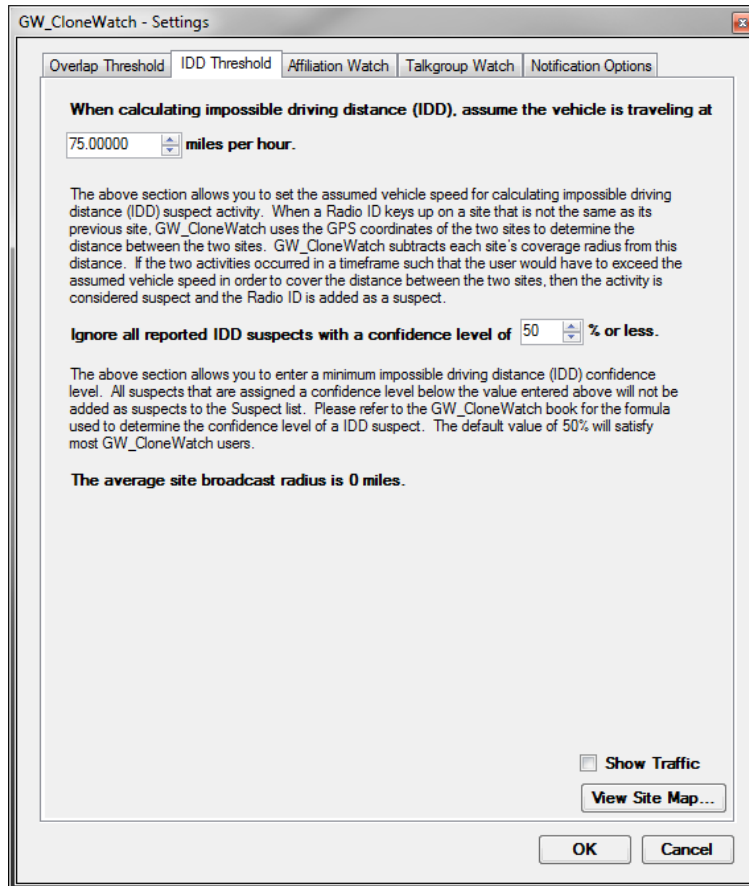 GW_CloneWatch - Settings
Overlap Threshold IDD Threshold Affiliation Watch Talkgroup Watch Notification Options
When calculating impossible driving distance (IDD), assume the vehicle is traveling at
75.00000 miles per hour.
The above section allows you to set the assumed vehicle speed for calculating impossible driving
distance (IDD) suspect activity. When a Radio ID keys up on a site that is not the same as its
previous site, GW_CloneWatch uses the GPS coordinates of the two sites to determine the
distance between the two sites. GW_CloneWatch subtracts each site's coverage radius from this
distance. If the two activities occurred in a timeframe such that the user would have to exceed the
assumed vehicle speed in order to cover the distance between the two sites, then the activity is
considered suspect and the Radio ID is added as a suspect.
Ignore all reported IDD suspects with a confidence level of 50 % or less.
The above section allows you to enter a minimum impossible driving distance (IDD) confidence
level. All suspects that are assigned a confidence level below the value entered above will not be
added as suspects to the Suspect list. Please refer to the GW_CloneWatch book for the formula
used to determine the confidence level of a IDD suspect. The default value of 50% will satisfy
most GW_CloneWatch users.
The average site broadcast radius is 0 miles.
Show Traffic
View Site Map...
OK Cancel